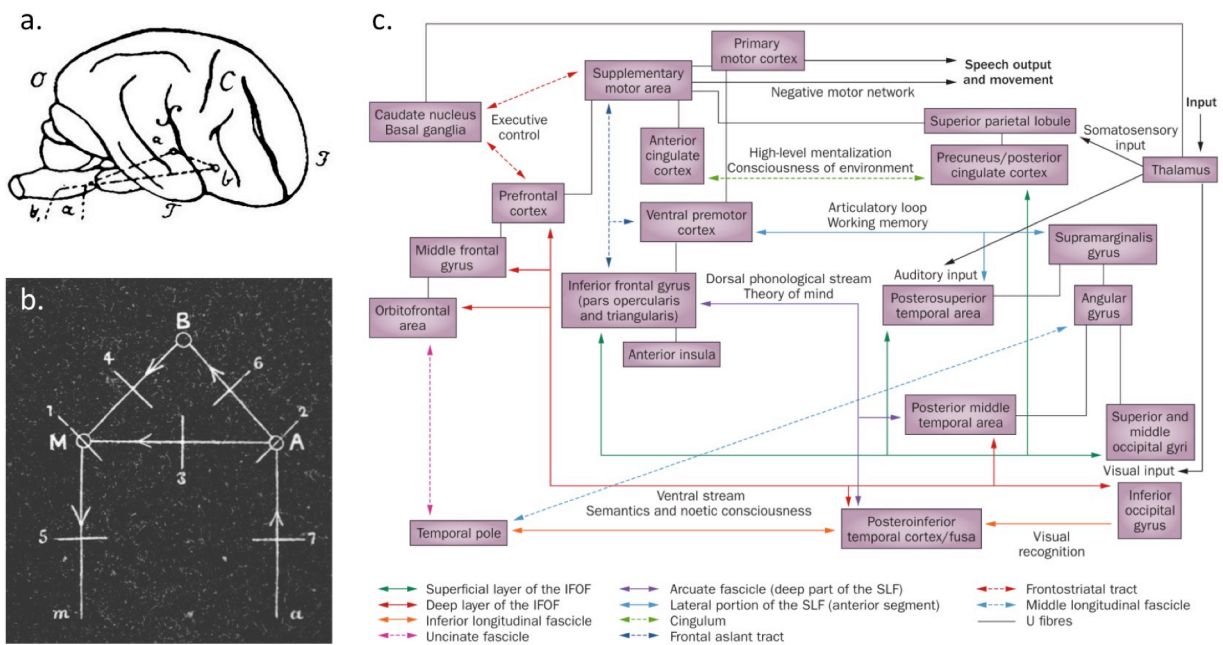 a.
O
C
S
a
b
F
b,
a
T
b.
B
4
6
1
2
M
A
3
5
7
m
a
c.
Primary
motor cortex
Supplementary
motor area
Speech output
and movement
Negative motor network
Caudate nucleus
Basal ganglia
Executive
control
Anterior
cingulate
cortex
High-level mentalization
Consciousness of environment
Superior parietal lobule
Precuneus/posterior
cingulate cortex
Somatosensory
input
Input
Thalamus
Prefrontal
cortex
Ventral premotor
cortex
Articulatory loop
Working memory
Supramarginalis
gyrus
Middle frontal
gyrus
Orbitofrontal
area
Inferior frontal gyrus
(pars opercularis
and triangularis)
Dorsal phonological stream
Theory of mind
Auditory input
Posterosuperior
temporal area
Angular
gyrus
Anterior insula
Posterior middle
temporal area
Superior and
middle
occipital gyri
Visual input
Ventral stream
Semantics and noetic consciousness
Temporal pole
Posteroinferior
temporal cortex/fusa
Visual
recognition
Inferior
occipital
gyrus
Superficial layer of the IFOF
Deep layer of the IFOF
Inferior longitudinal fascicle
Uncinate fascicle
Arcuate fascicle (deep part of the SLF)
Lateral portion of the SLF (anterior segment)
Cingulum
Frontal aslant tract
Frontostriatal tract
Middle longitudinal fascicle
U fibres